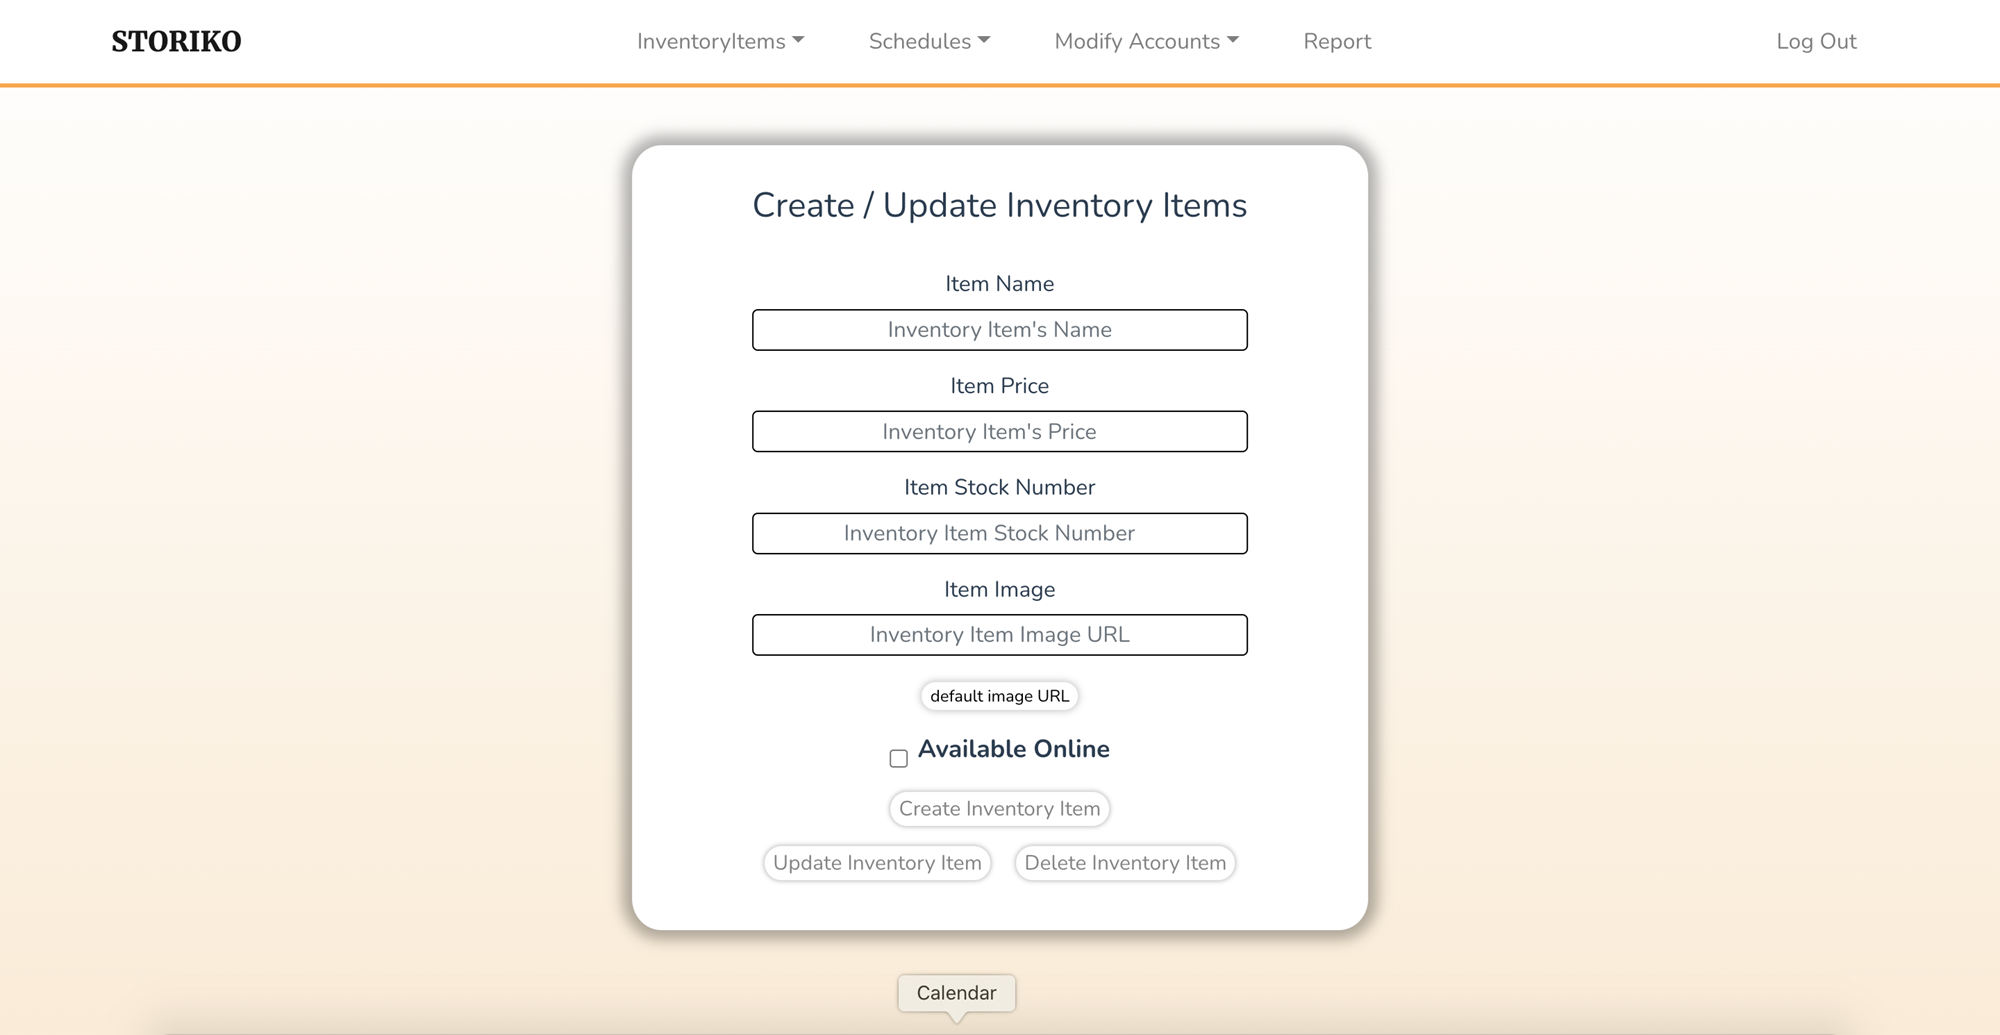 STORIKO InventoryItems Schedules Modify Accounts Report Log Out
Create / Update Inventory Items
Item Name
Inventory Item's Name
Item Price
Inventory Item's Price
Item Stock Number
Inventory Item Stock Number
Item Image
Inventory Item Image URL
default image URL
Available Online
Create Inventory Item
Update Inventory Item Delete Inventory Item
Calendar